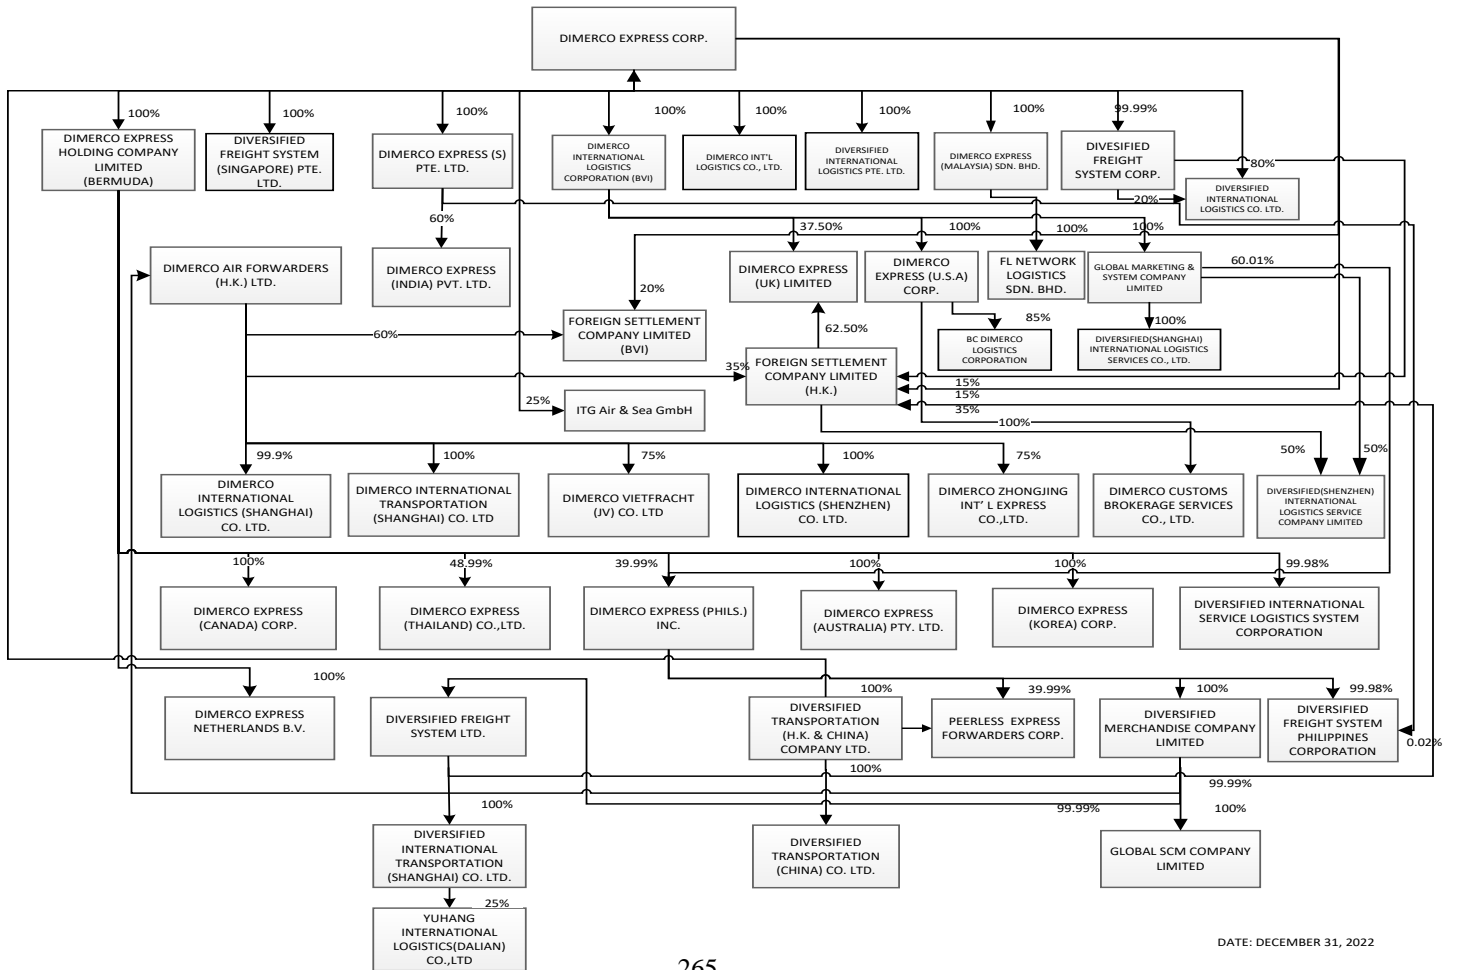 DIMERCO EXPRESS CORP.
100%
100%
100%
100%
100%
100%
100%
99.99%
DIMERCO EXPRESS
HOLDING COMPANY
LIMITED
(BERMUDA)
DIVERSIFIED
FREIGHT SYSTEM
(SINGAPORE) PTE.
LTD.
DIMERCO EXPRESS (S)
PTE. LTD.
DIMERCO
INTERNATIONAL
LOGISTICS
CORPORATION (BVI)
DIMERCO INT'L
LOGISTICS CO., LTD.
DIVERSIFIED
INTERNATIONAL
LOGISTICS PTE. LTD.
DIMERCO EXPRESS
(MALAYSIA) SDN. BHD.
DIVESIFIED
FREIGHT
SYSTEM CORP.
80%
20%
DIVERSIFIED
INTERNATIONAL
LOGISTICS CO. LTD.
60%
37.50%
100%
100%
100%
DIMERCO AIR FORWARDERS
(H.K.) LTD.
DIMERCO EXPRESS
(INDIA) PVT. LTD.
DIMERCO EXPRESS
(UK) LIMITED
DIMERCO
EXPRESS (U.S.A)
CORP.
FL NETWORK
LOGISTICS
SDN. BHD.
GLOBAL MARKETING &
SYSTEM COMPANY
LIMITED
60.01%
20%
60%
FOREIGN SETTLEMENT
COMPANY LIMITED
(BVI)
62.50%
85%
100%
BC DIMERCO
LOGISTICS
CORPORATION
DIVERSIFIED(SHANGHAI)
INTERNATIONAL LOGISTICS
SERVICES CO., LTD.
35%
FOREIGN SETTLEMENT
COMPANY LIMITED
(H.K.)
15%
15%
35%
25%
ITG Air & Sea GmbH
100%
50%
50%
99.9%
100%
75%
100%
75%
DIMERCO
INTERNATIONAL
LOGISTICS (SHANGHAI)
CO. LTD.
DIMERCO INTERNATIONAL
TRANSPORTATION
(SHANGHAI) CO. LTD
DIMERCO VIETFRACHT
(JV) CO. LTD
DIMERCO INTERNATIONAL
LOGISTICS (SHENZHEN)
CO. LTD.
DIMERCO ZHONGJING
INT' L EXPRESS
CO.,LTD.
DIMERCO CUSTOMS
BROKERAGE SERVICES
CO., LTD.
DIVERSIFIED(SHENZHEN)
INTERNATIONAL
LOGISTICS SERVICE
COMPANY LIMITED
100%
48.99%
39.99%
100%
100%
99.98%
DIMERCO EXPRESS
(CANADA) CORP.
DIMERCO EXPRESS
(THAILAND) CO.,LTD.
DIMERCO EXPRESS (PHILS.)
INC.
DIMERCO EXPRESS
(AUSTRALIA) PTY. LTD.
DIMERCO EXPRESS
(KOREA) CORP.
DIVERSIFIED INTERNATIONAL
SERVICE LOGISTICS SYSTEM
CORPORATION
100%
100%
39.99%
100%
99.98%
DIMERCO EXPRESS
NETHERLANDS B.V.
DIVERSIFIED FREIGHT
SYSTEM LTD.
DIVERSIFIED
TRANSPORTATION
(H.K. & CHINA)
COMPANY LTD.
PEERLESS EXPRESS
FORWARDERS CORP.
DIVERSIFIED
MERCHANDISE COMPANY
LIMITED
DIVERSIFIED
FREIGHT SYSTEM
PHILIPPINES
CORPORATION
0.02%
100%
99.99%
100%
99.99%
100%
DIVERSIFIED
INTERNATIONAL
TRANSPORTATION
(SHANGHAI) CO. LTD.
DIVERSIFIED
TRANSPORTATION
(CHINA) CO. LTD.
GLOBAL SCM COMPANY
LIMITED
25%
YUHANG
INTERNATIONAL
LOGISTICS(DALIAN)
CO.,LTD
DATE: DECEMBER 31, 2022
265